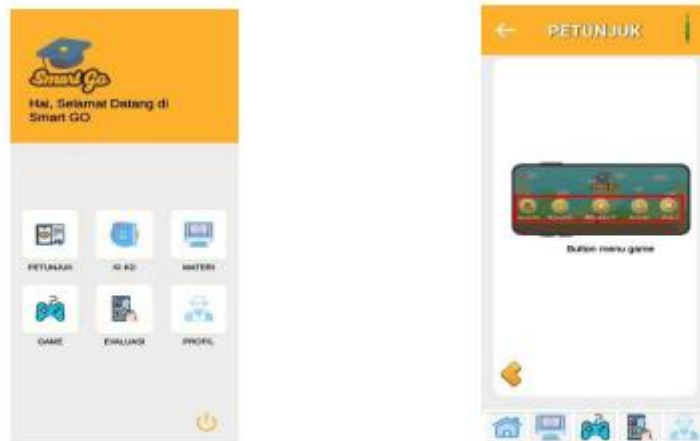 Smart Go
Hai, Selamat Datang di
Smart GO
PETUNJUK
KI KD
MATERI
GAME
EVALUASI
PROFIL
PETUNJUK
Button menu game